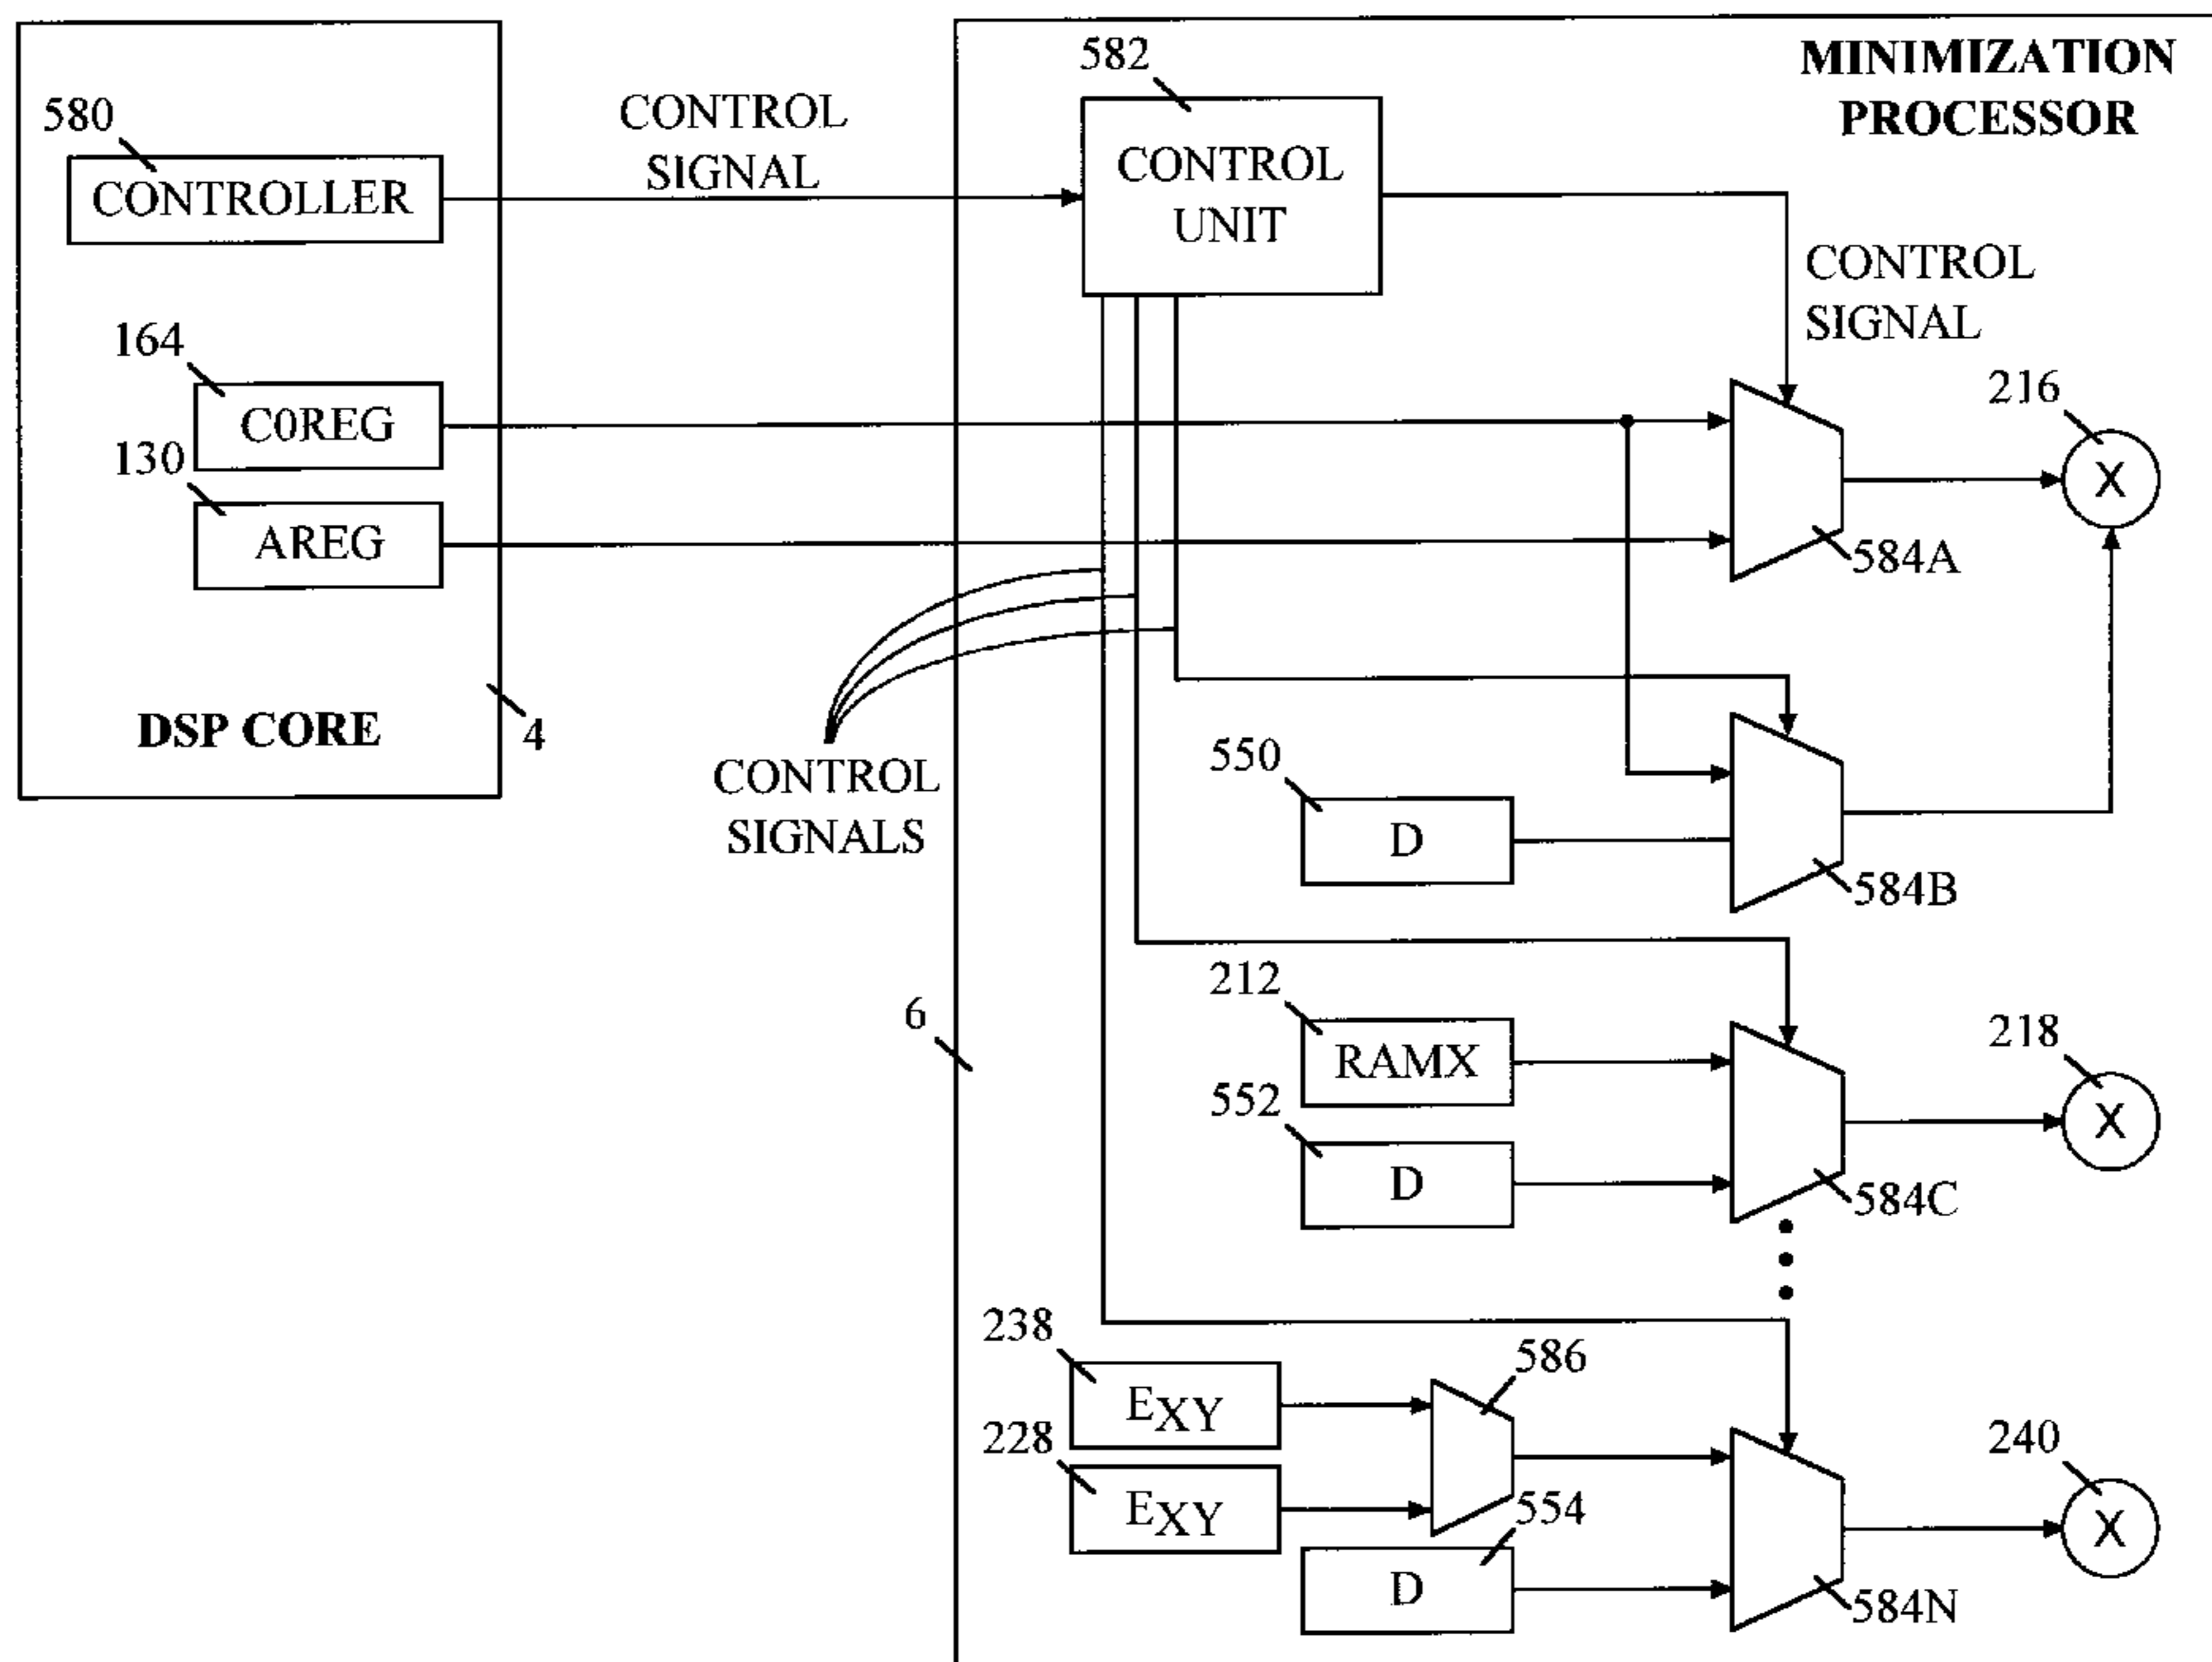 MINIMIZATION
PROCESSOR
582
CONTROL
UNIT
580
CONTROLLER
CONTROL
SIGNAL
CONTROL
SIGNAL
164
C0REG
130
AREG
216
X
584A
DSP CORE
4
CONTROL
SIGNALS
550
D
584B
6
212
RAMX
552
D
584C
218
X
238
EXY
228
EXY
586
554
D
584N
240
X